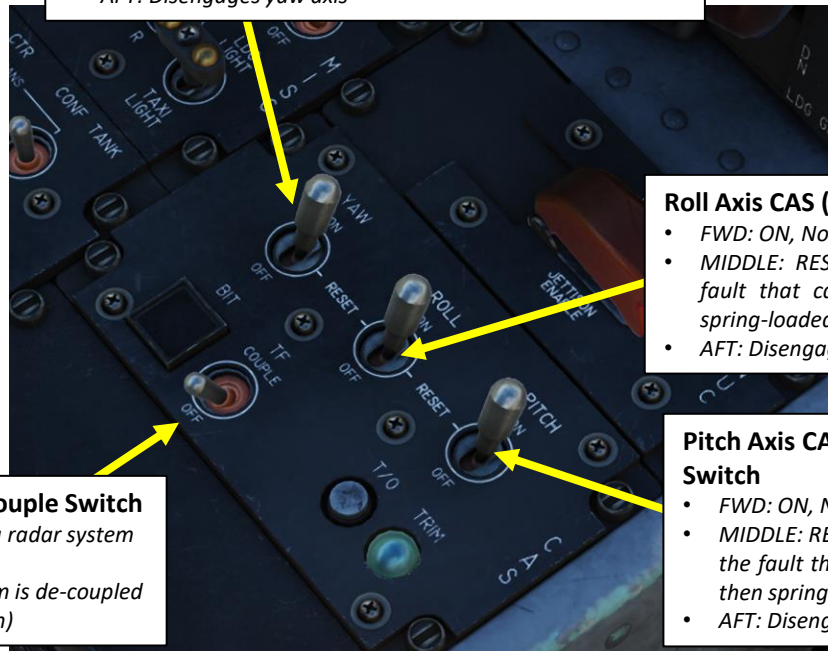 AFT: Disengages yaw axis
CTR
R
LDG
LIGHT
OFF
M
I
S
C
TAXI
LIGHT
CONF TANK
DN
LDG G
YAW
ON
OFF
RESET
BIT
ROLL
ON
OFF
RESET
TF
COUPLE
OFF
PITCH
ON
OFF
T/O
TRIM
C
A
S
JETTISON
ENABLE
U
C
Roll Axis CAS (
• FWD: ON, No
• MIDDLE: RES
fault that ca
spring-loaded
• AFT: Disenga
Pitch Axis CA
Switch
• FWD: ON, N
• MIDDLE: RE
the fault th
then spring
• AFT: Diseng
ouple Switch
radar system
m is de-coupled
n)